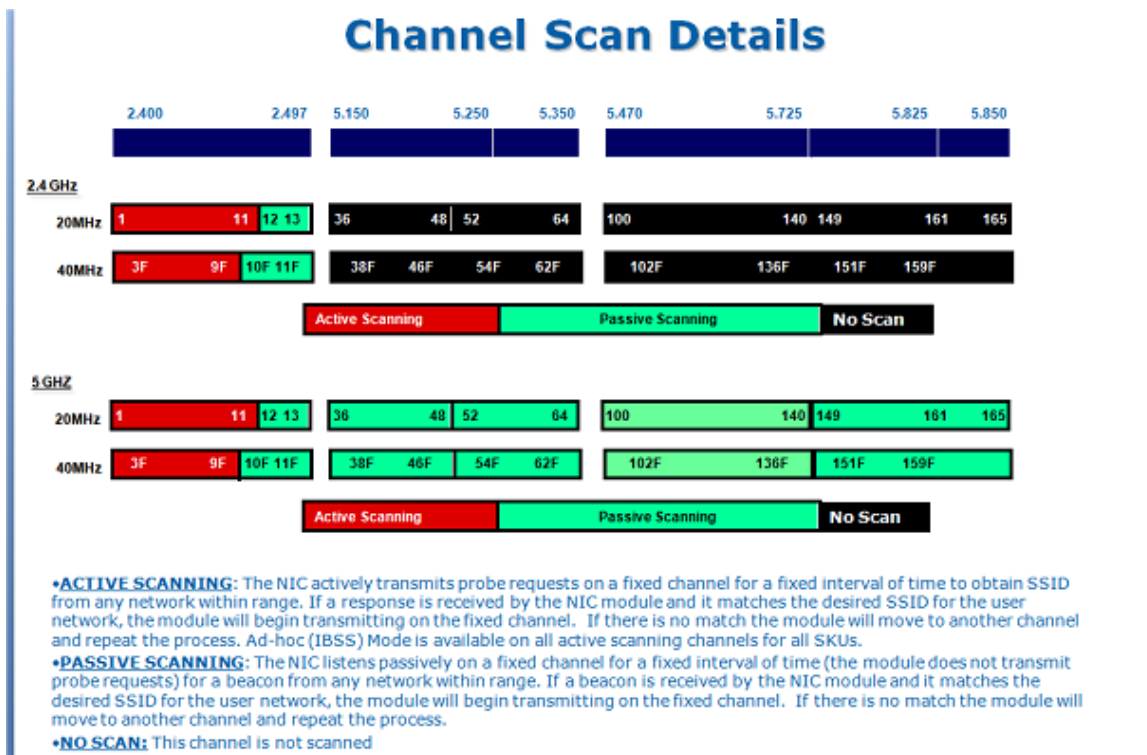 Channel Scan Details
2.400 2.497 5.150 5.250 5.350 5.470 5.725 5.825 5.850
2.4 GHz
20MHz 1 11 12 13 36 48 52 64 100 140 149 161 165
40MHz 3F 9F 10F 11F 38F 46F 54F 62F 102F 136F 151F 159F
Active Scanning Passive Scanning No Scan
5 GHZ
20MHz 1 11 12 13 36 48 52 64 100 140 149 161 165
40MHz 3F 9F 10F 11F 38F 46F 54F 62F 102F 136F 151F 159F
Active Scanning Passive Scanning No Scan
•ACTIVE SCANNING: The NIC actively transmits probe requests on a fixed channel for a fixed interval of time to obtain SSID
from any network within range. If a response is received by the NIC module and it matches the desired SSID for the user
network, the module will begin transmitting on the fixed channel. If there is no match the module will move to another channel
and repeat the process. Ad-hoc (IBSS) Mode is available on all active scanning channels for all SKUs.
•PASSIVE SCANNING: The NIC listens passively on a fixed channel for a fixed interval of time (the module does not transmit
probe requests) for a beacon from any network within range. If a beacon is received by the NIC module and it matches the
desired SSID for the user network, the module will begin transmitting on the fixed channel. If there is no match the module will
move to another channel and repeat the process.
•NO SCAN: This channel is not scanned